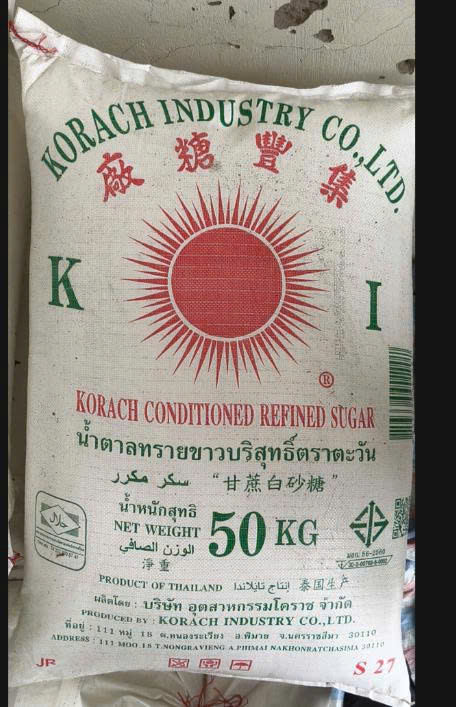 KORACH INDUSTRY CO.,LTD.
廠糖豐集
K I
®
KORACH CONDITIONED REFINED SUGAR
น้ำตาลทรายขาวบริสุทธิ์ตราตะวัน
سكر مكرر “甘蔗白砂糖”
น้ำหนักสุทธิ
NET WEIGHT 50 KG
الوزن الصافي
淨重
حلال
มอก. 56-2560
PRODUCT OF THAILAND إنتاج تايلاندا 泰国生产
ผลิตโดย : บริษัท อุตสาหกรรมโคราช จำกัด
PRODUCED BY : KORACH INDUSTRY CO.,LTD.
ที่อยู่ : 111 หมู่ 18 ต.หนองระเวียง อ.พิมาย จ.นครราชสีมา 30110
ADDRESS : 111 MOO 18 T.NONGRAVIENG A.PHIMAI NAKHONRATCHASIMA 30110
JR S 27